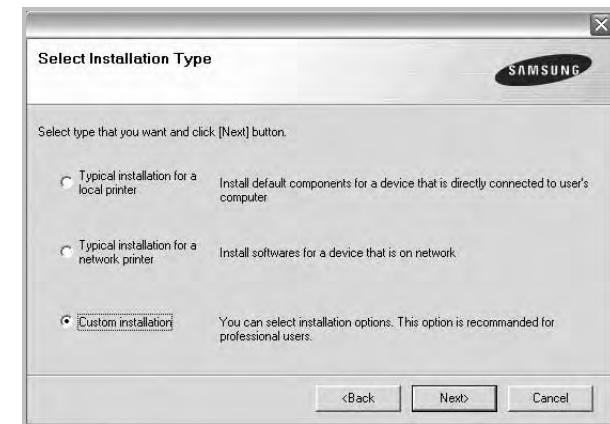 Select Installation Type
SAMSUNG
Select type that you want and click [Next] button.
Typical installation for a
local printer
Install default components for a device that is directly connected to user's
computer
Typical installation for a
network printer
Install softwares for a device that is on network
Custom installation
You can select installation options. This option is recommanded for
professional users.
<Back
Next>
Cancel